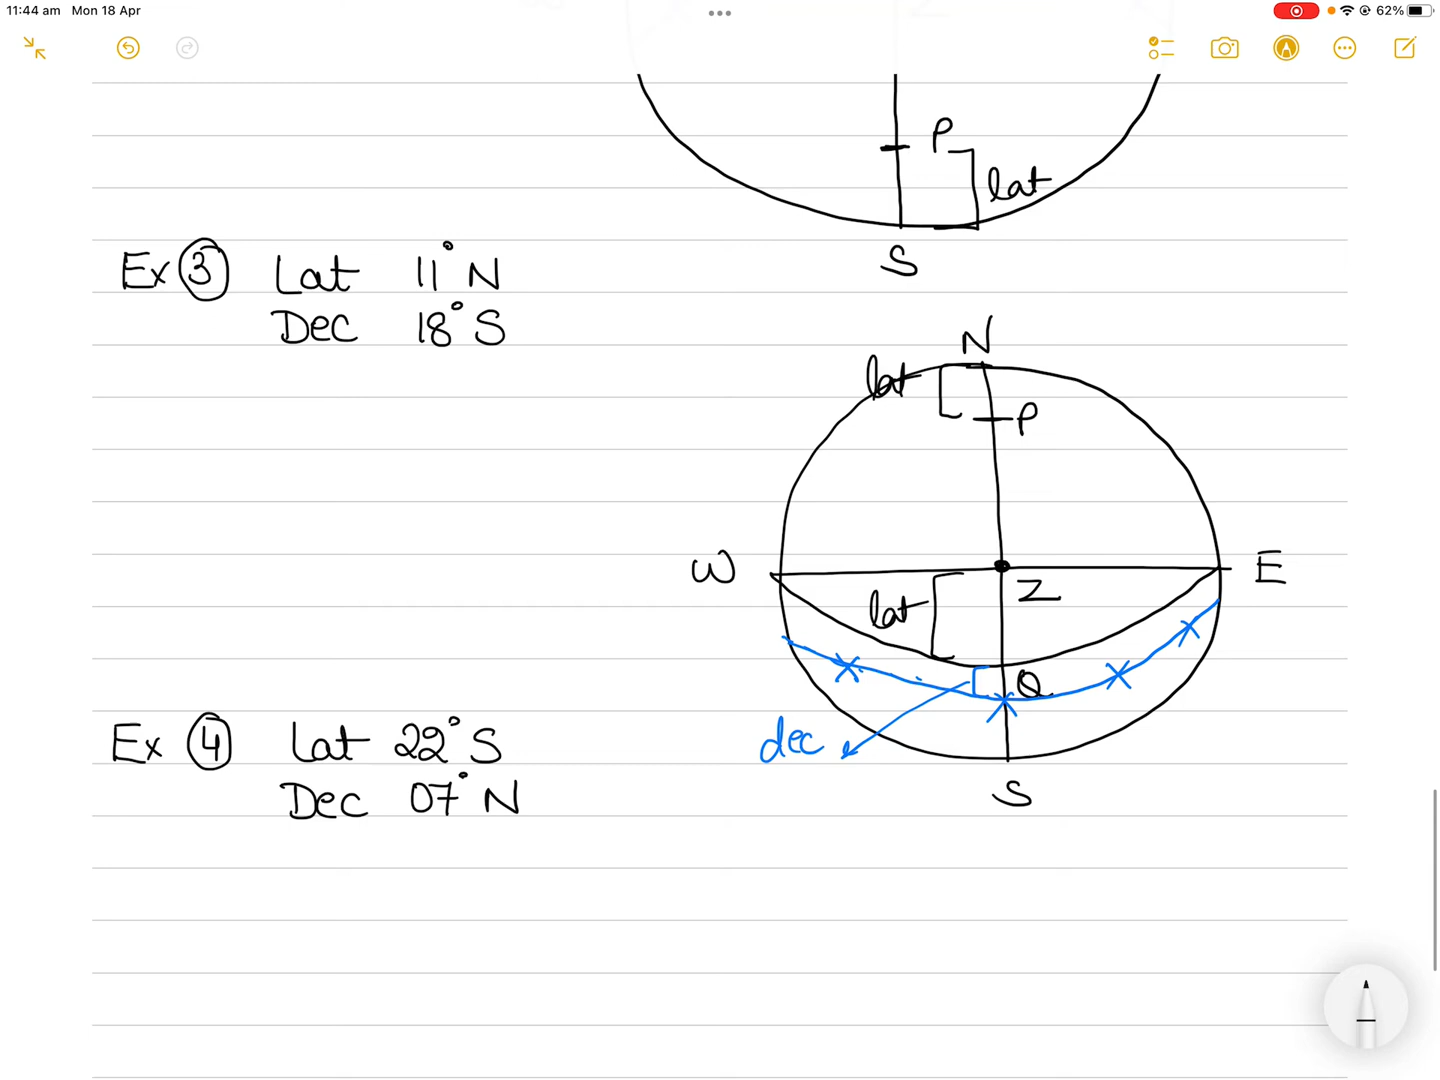 11:44 am Mon 18 Apr
62%
P
lat
S
Ex ③ Lat 11° N
Dec 18° S
N
lat
P
W
E
Z
lat
Q
dec
Ex ④ Lat 22° S
Dec 07° N
S